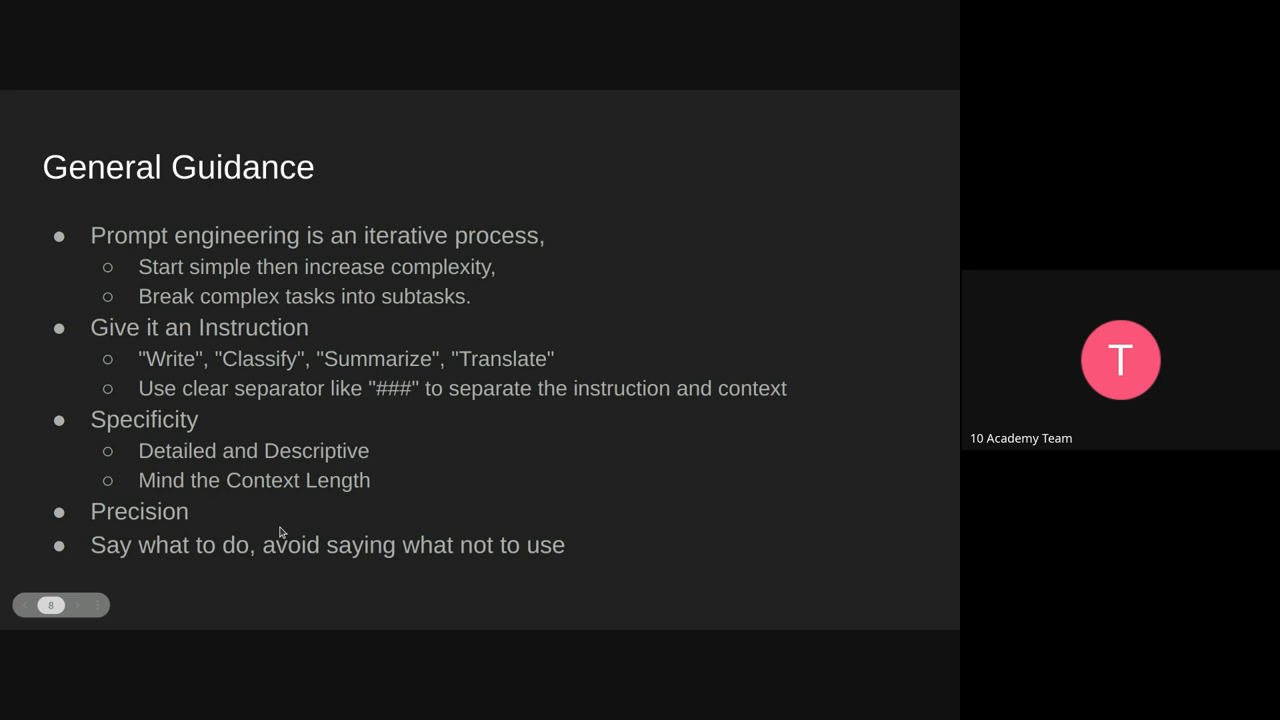 General Guidance
● Prompt engineering is an iterative process,
○ Start simple then increase complexity,
○ Break complex tasks into subtasks.
● Give it an Instruction
○ "Write", "Classify", "Summarize", "Translate"
○ Use clear separator like "###" to separate the instruction and context
● Specificity
○ Detailed and Descriptive
○ Mind the Context Length
● Precision
● Say what to do, avoid saying what not to use
8
T
10 Academy Team